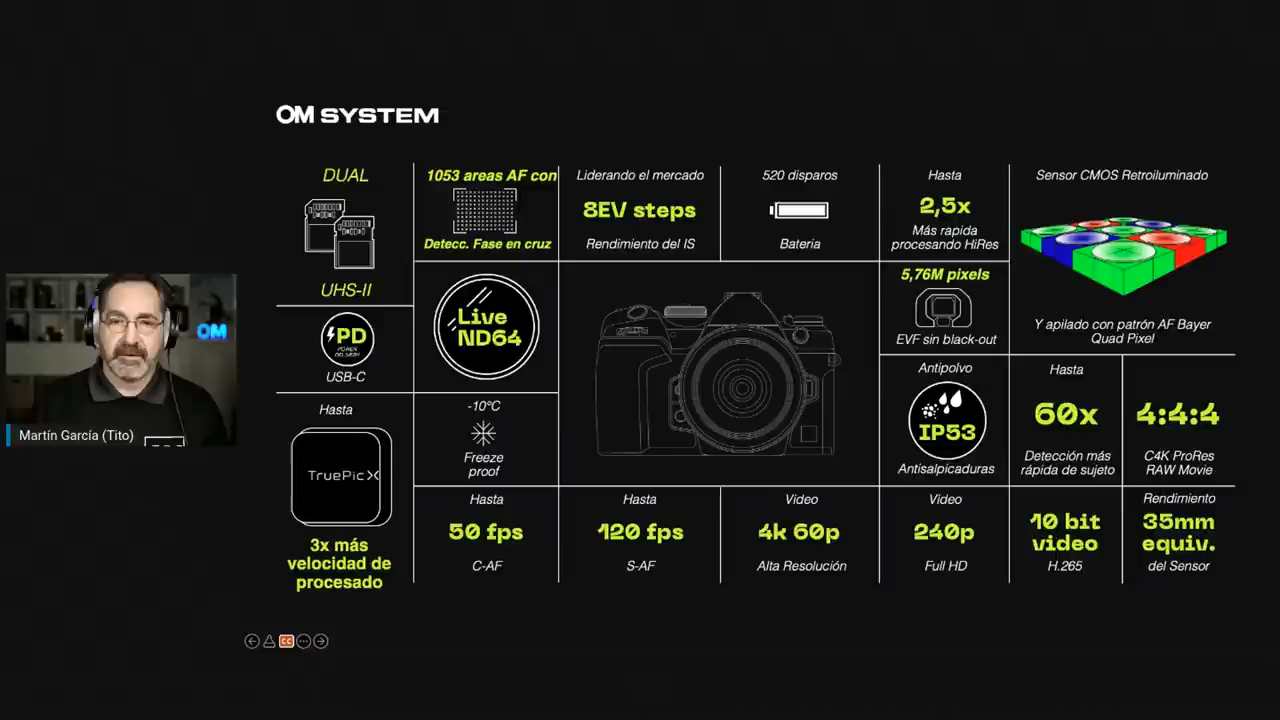 OM SYSTEM
DUAL
UHS-II
PD
POWER
DELIVERY
USB-C
Hasta
TruePic X
3x más
velocidad de
procesado
1053 areas AF con
Detecc. Fase en cruz
Live
ND64
-10°C
Freeze
proof
Hasta
50 fps
C-AF
Liderando el mercado
8EV steps
Rendimiento del IS
520 disparos
Bateria
Hasta
120 fps
S-AF
Video
4k 60p
Alta Resolución
Hasta
2,5x
Más rapida
procesando HiRes
5,76M pixels
EVF sin black-out
Antipolvo
IP53
Antisalpicaduras
Video
240p
Full HD
Sensor CMOS Retroiluminado
Y apilado con patrón AF Bayer
Quad Pixel
Hasta
60x
Detección más
rápida de sujeto
4:4:4
C4K ProRes
RAW Movie
10 bit
video
H.265
Rendimiento
35mm
equiv.
del Sensor
OM
Martín García (Tito)
CC